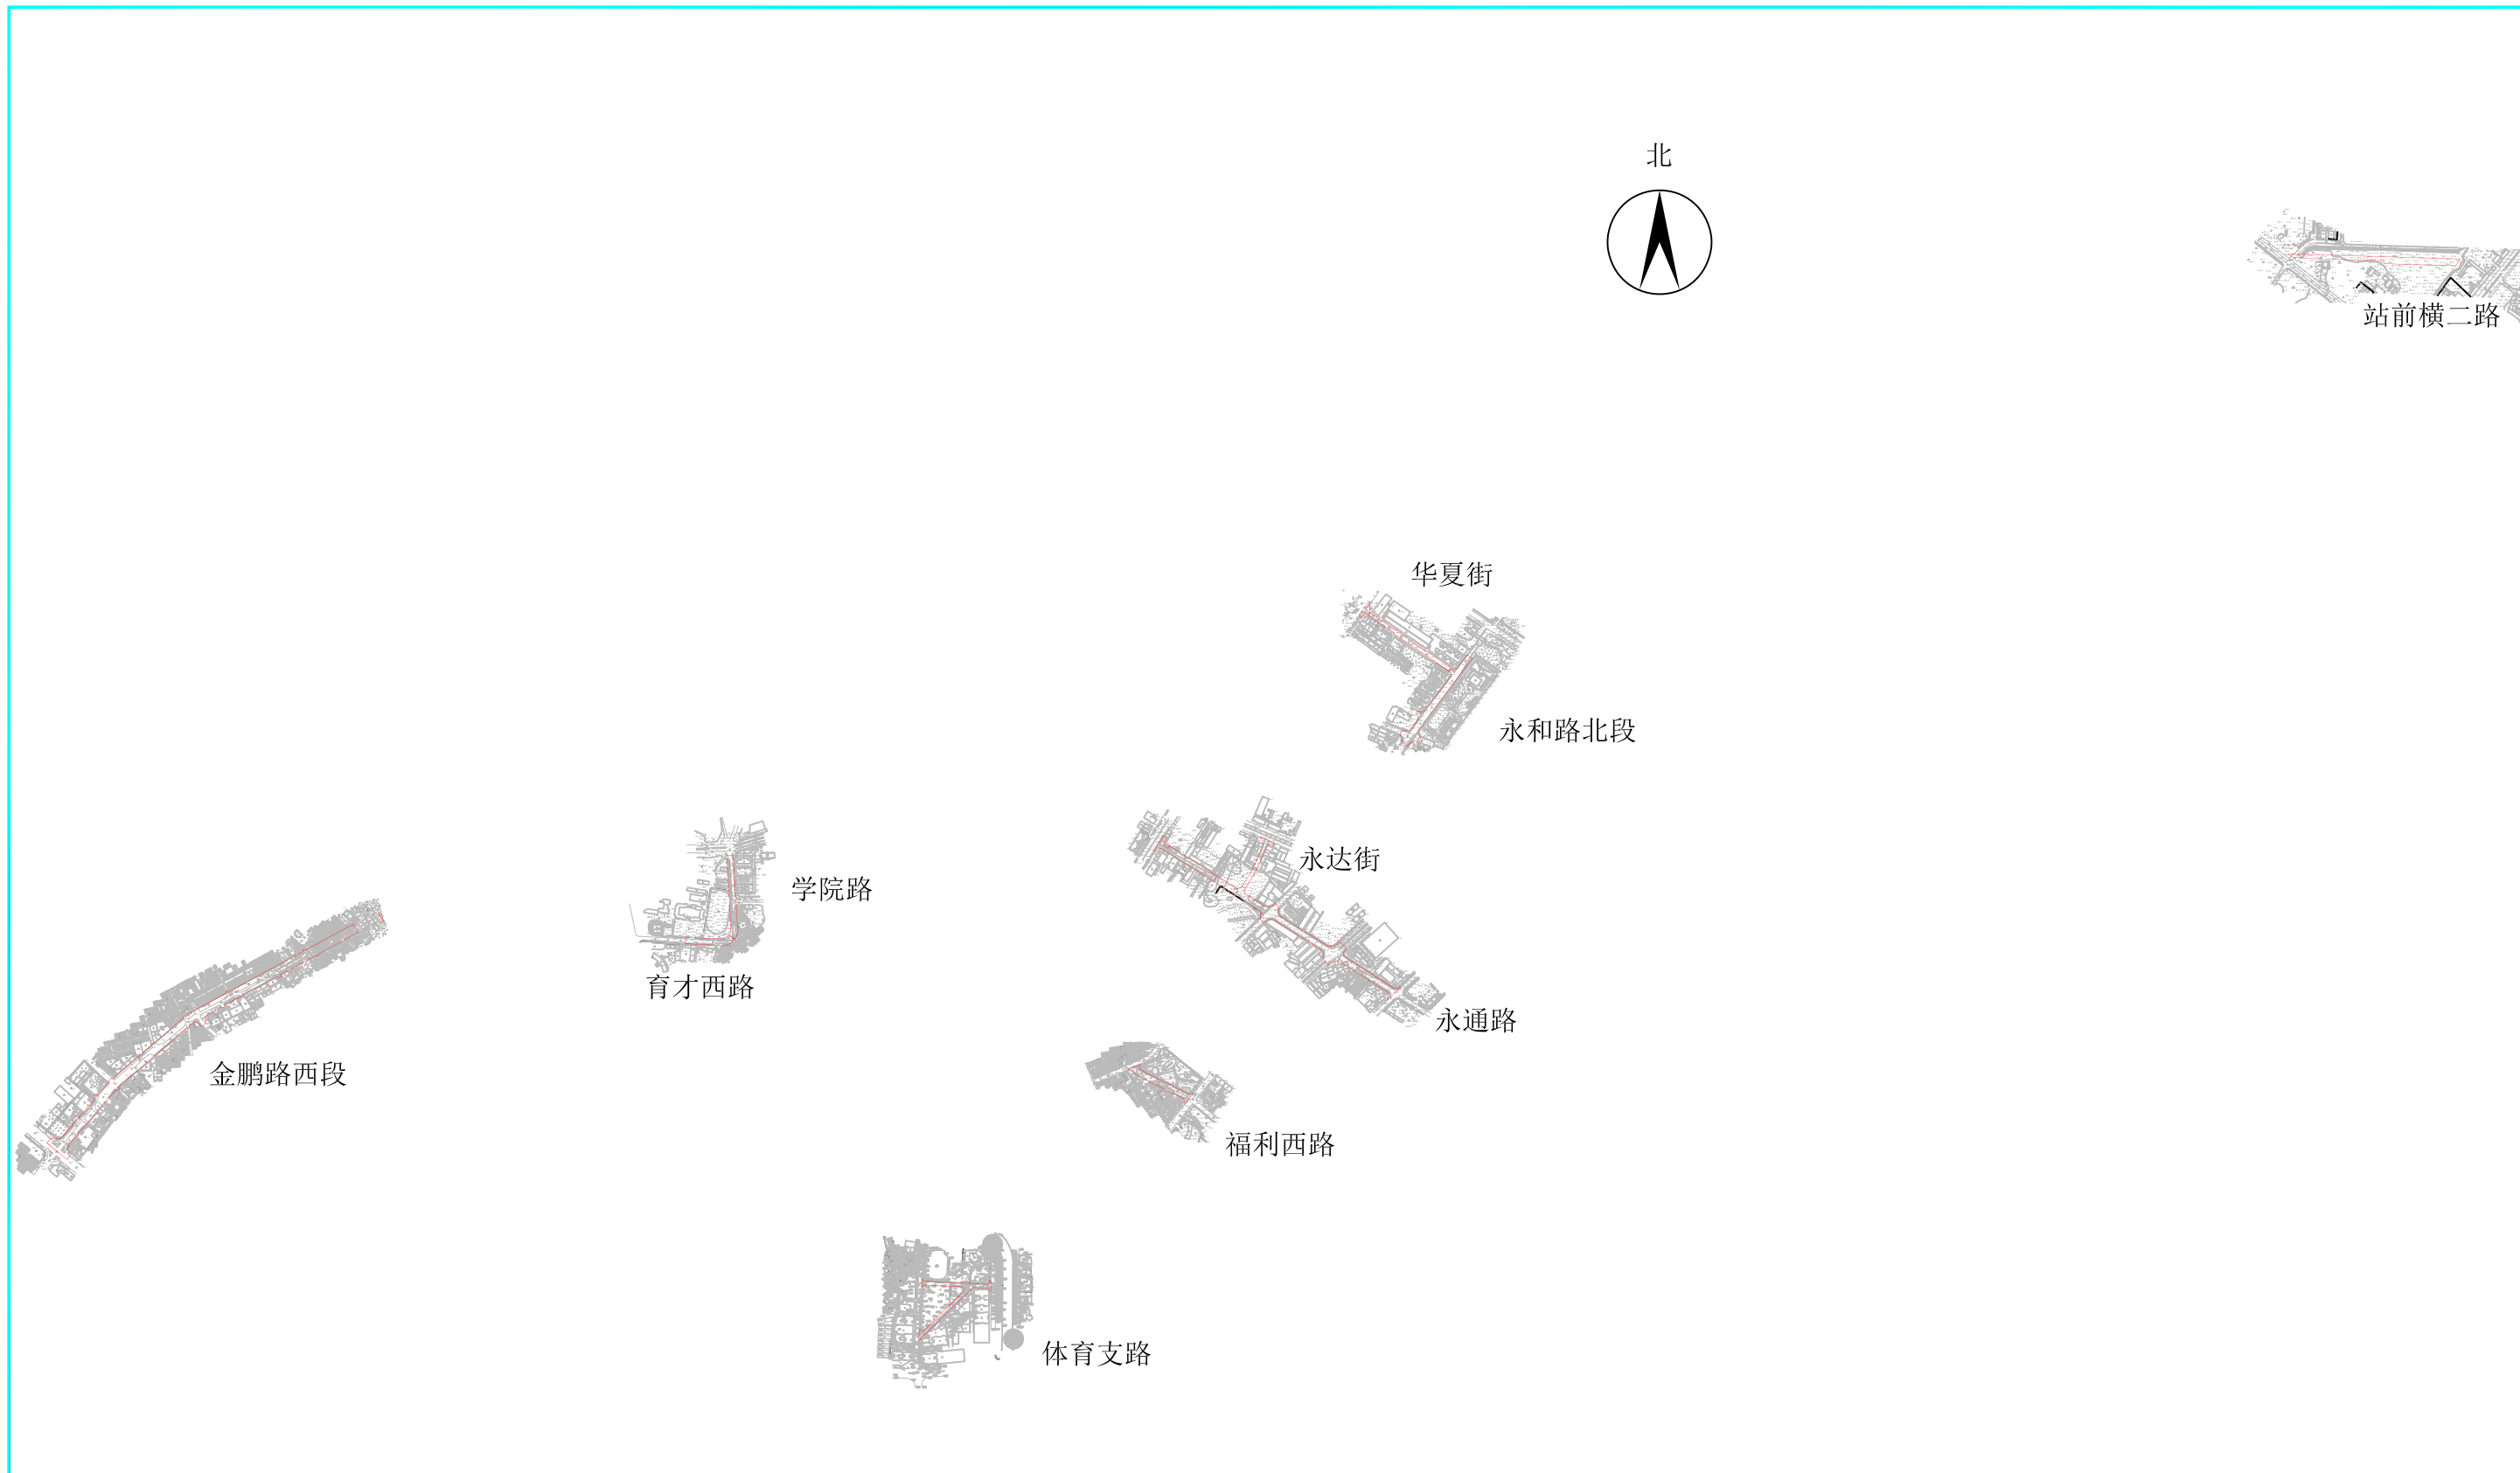 北
站前横二路
华夏街
永和路北段
永达街
学院路
育才西路
永通路
金鹏路西段
福利西路
体育支路